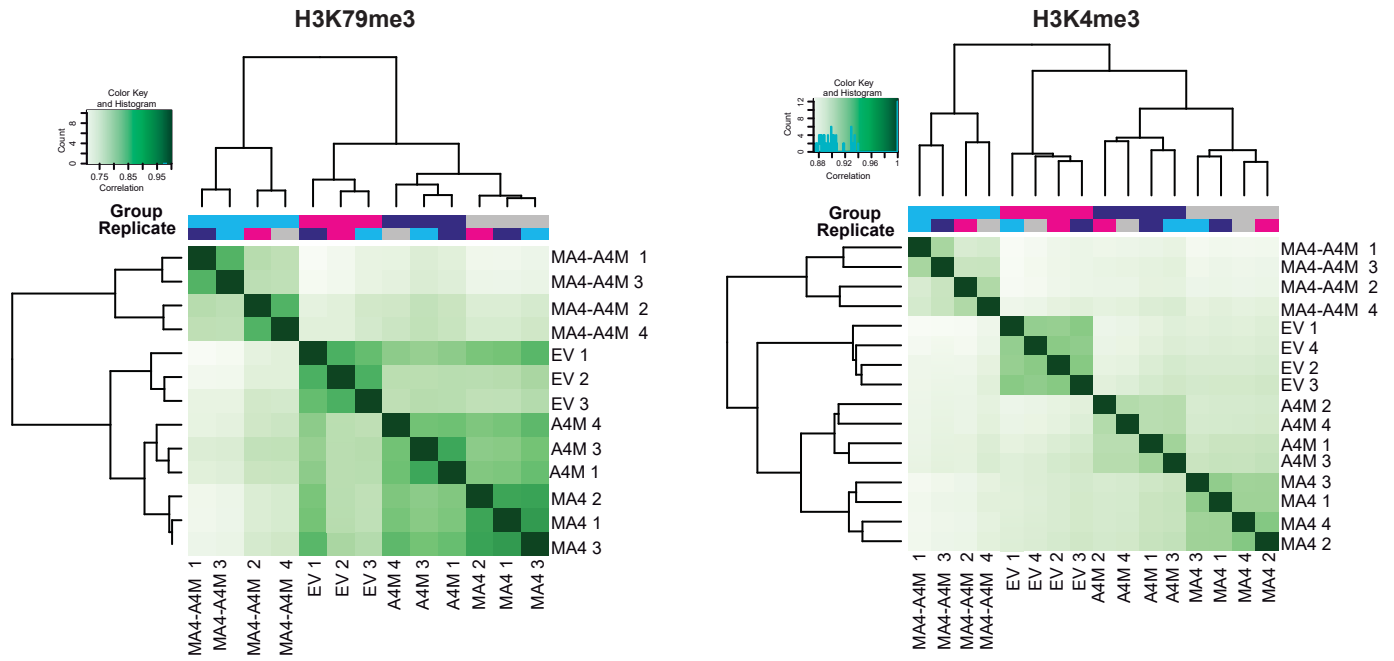 H3K79me3
Color Key
and Histogram
Count
0 4 8
0.75 0.85 0.95
Correlation
Group
Replicate
MA4-A4M 1
MA4-A4M 3
MA4-A4M 2
MA4-A4M 4
EV 1
EV 2
EV 3
A4M 4
A4M 3
A4M 1
MA4 2
MA4 1
MA4 3
MA4-A4M 1
MA4-A4M 3
MA4-A4M 2
MA4-A4M 4
EV 1
EV 2
EV 3
A4M 4
A4M 3
A4M 1
MA4 2
MA4 1
MA4 3
H3K4me3
Color Key
and Histogram
Count
0 2 4 6 8 12
0.88 0.92 0.96 1
Correlation
Group
Replicate
MA4-A4M 1
MA4-A4M 3
MA4-A4M 2
MA4-A4M 4
EV 1
EV 4
EV 2
EV 3
A4M 2
A4M 4
A4M 1
A4M 3
MA4 3
MA4 1
MA4 4
MA4 2
MA4-A4M 1
MA4-A4M 3
MA4-A4M 2
MA4-A4M 4
EV 1
EV 4
EV 2
EV 3
A4M 2
A4M 4
A4M 1
A4M 3
MA4 3
MA4 1
MA4 4
MA4 2